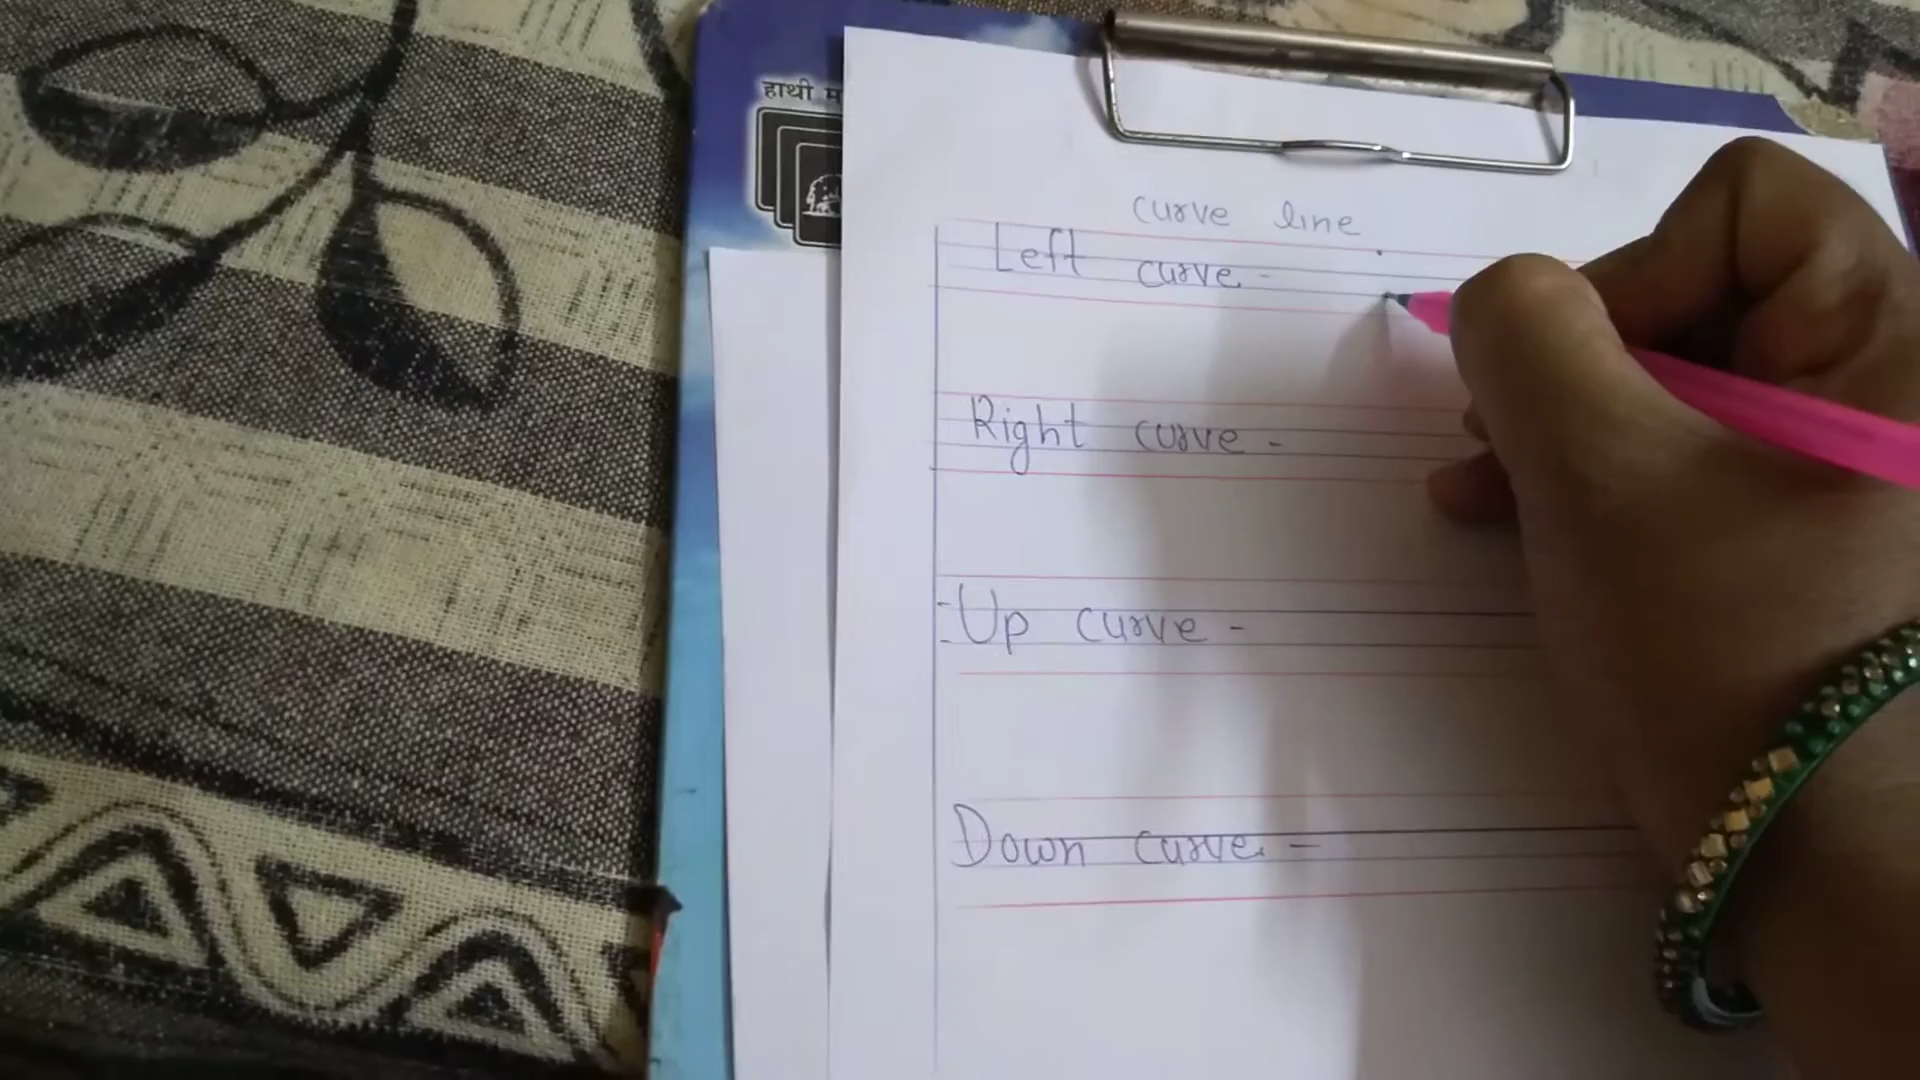 हाथी म
curve line
Left curve -
Right curve -
Up curve -
Down curve. -